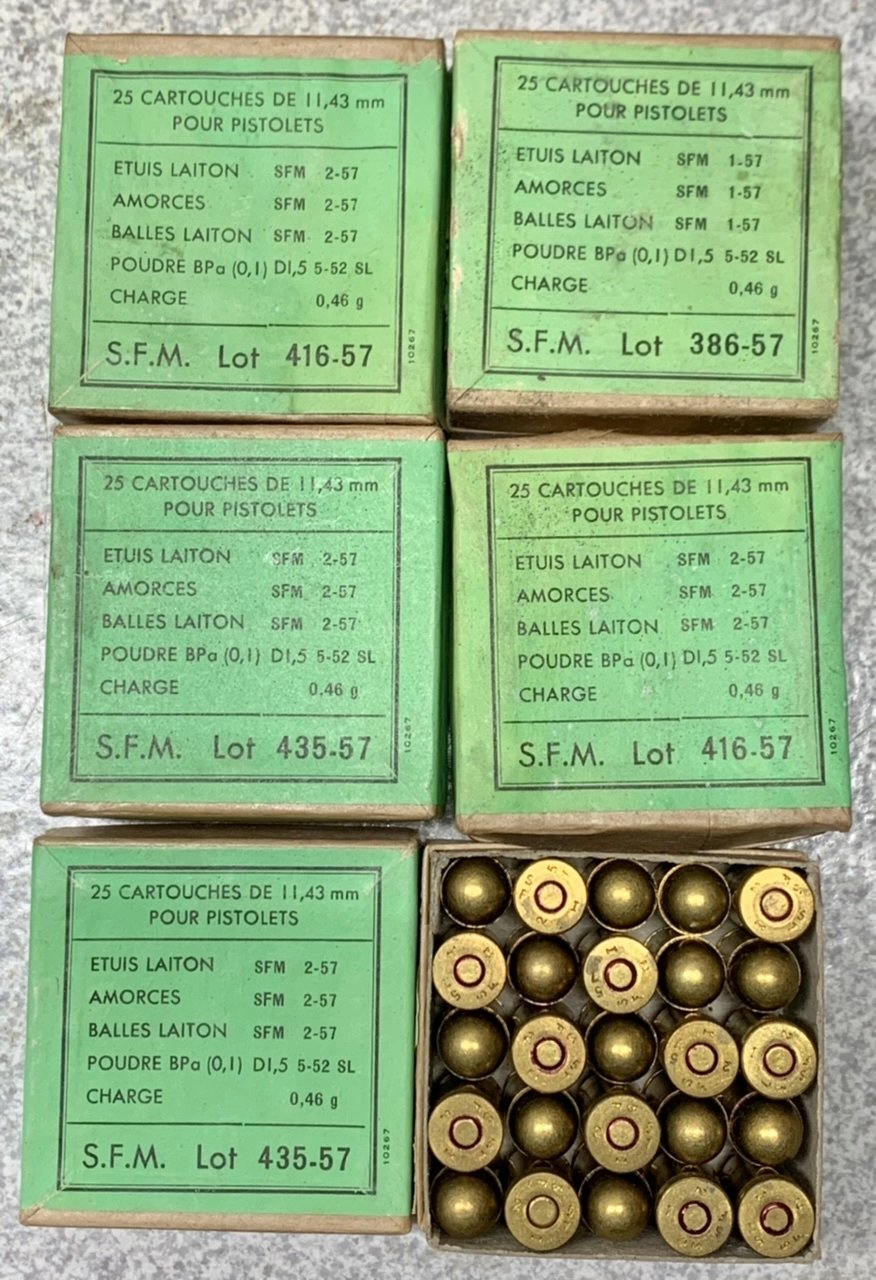 25 CARTOUCHES DE 11,43 mm
POUR PISTOLETS
ETUIS LAITON SFM 2-57
AMORCES SFM 2-57
BALLES LAITON SFM 2-57
POUDRE BPa (0,1) D1,5 5-52 SL
CHARGE 0,46 g
S.F.M. Lot 416-57
10267
25 CARTOUCHES DE 11,43 mm
POUR PISTOLETS
ETUIS LAITON SFM 1-57
AMORCES SFM 1-57
BALLES LAITON SFM 1-57
POUDRE BPa (0,1) D1,5 5-52 SL
CHARGE 0,46 g
S.F.M. Lot 386-57
10267
25 CARTOUCHES DE 11,43 mm
POUR PISTOLETS
ETUIS LAITON SFM 2-57
AMORCES SFM 2-57
BALLES LAITON SFM 2-57
POUDRE BPa (0,1) D1,5 5-52 SL
CHARGE 0,46 g
S.F.M. Lot 435-57
10267
25 CARTOUCHES DE 11,43 mm
POUR PISTOLETS
ETUIS LAITON SFM 2-57
AMORCES SFM 2-57
BALLES LAITON SFM 2-57
POUDRE BPa (0,1) D1,5 5-52 SL
CHARGE 0,46 g
S.F.M. Lot 416-57
10267
25 CARTOUCHES DE 11,43 mm
POUR PISTOLETS
ETUIS LAITON SFM 2-57
AMORCES SFM 2-57
BALLES LAITON SFM 2-57
POUDRE BPa (0,1) D1,5 5-52 SL
CHARGE 0,46 g
S.F.M. Lot 435-57
10267